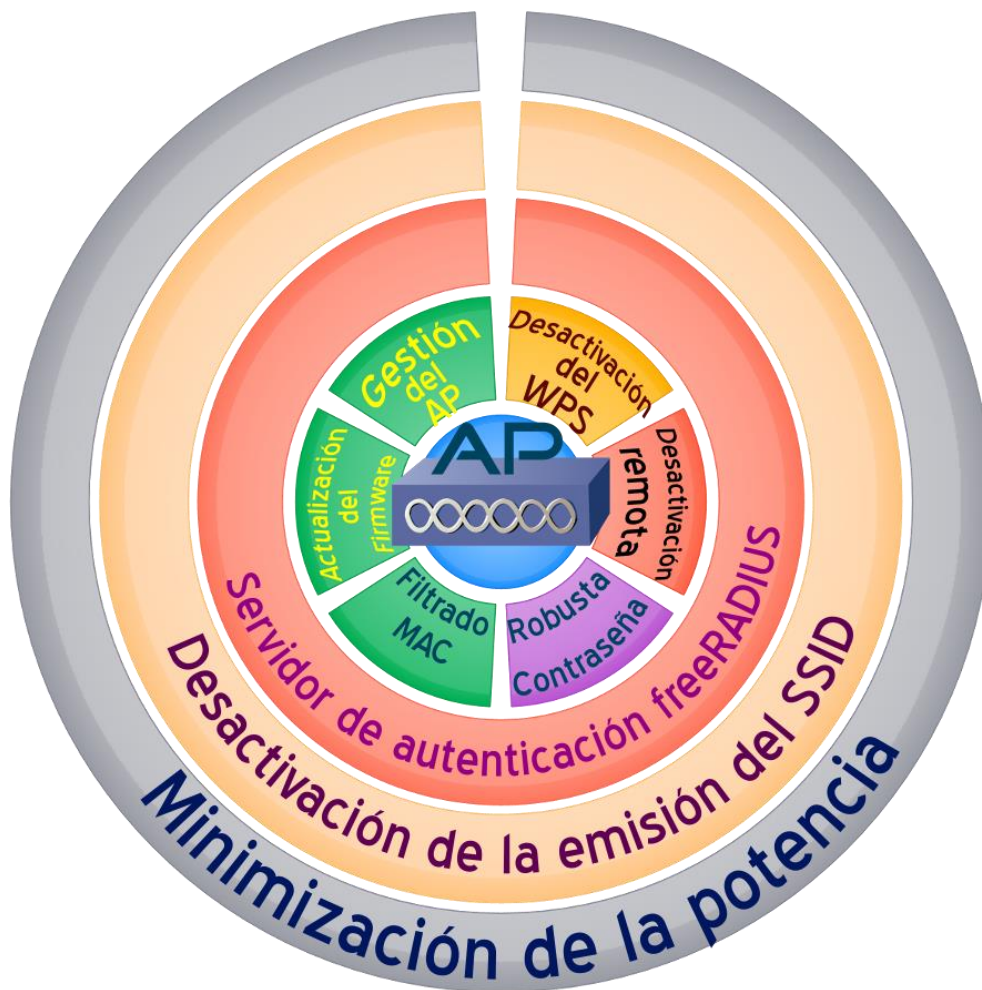 Gestión
del
AP
Desactivación
del
WPS
Actualización
del
Firmware
AP
Desactivación
remota
Filtrado
MAC
Robusta
Contraseña
Servidor de autenticación freeRADIUS
Desactivación de la emisión del SSID
Minimización de la potencia